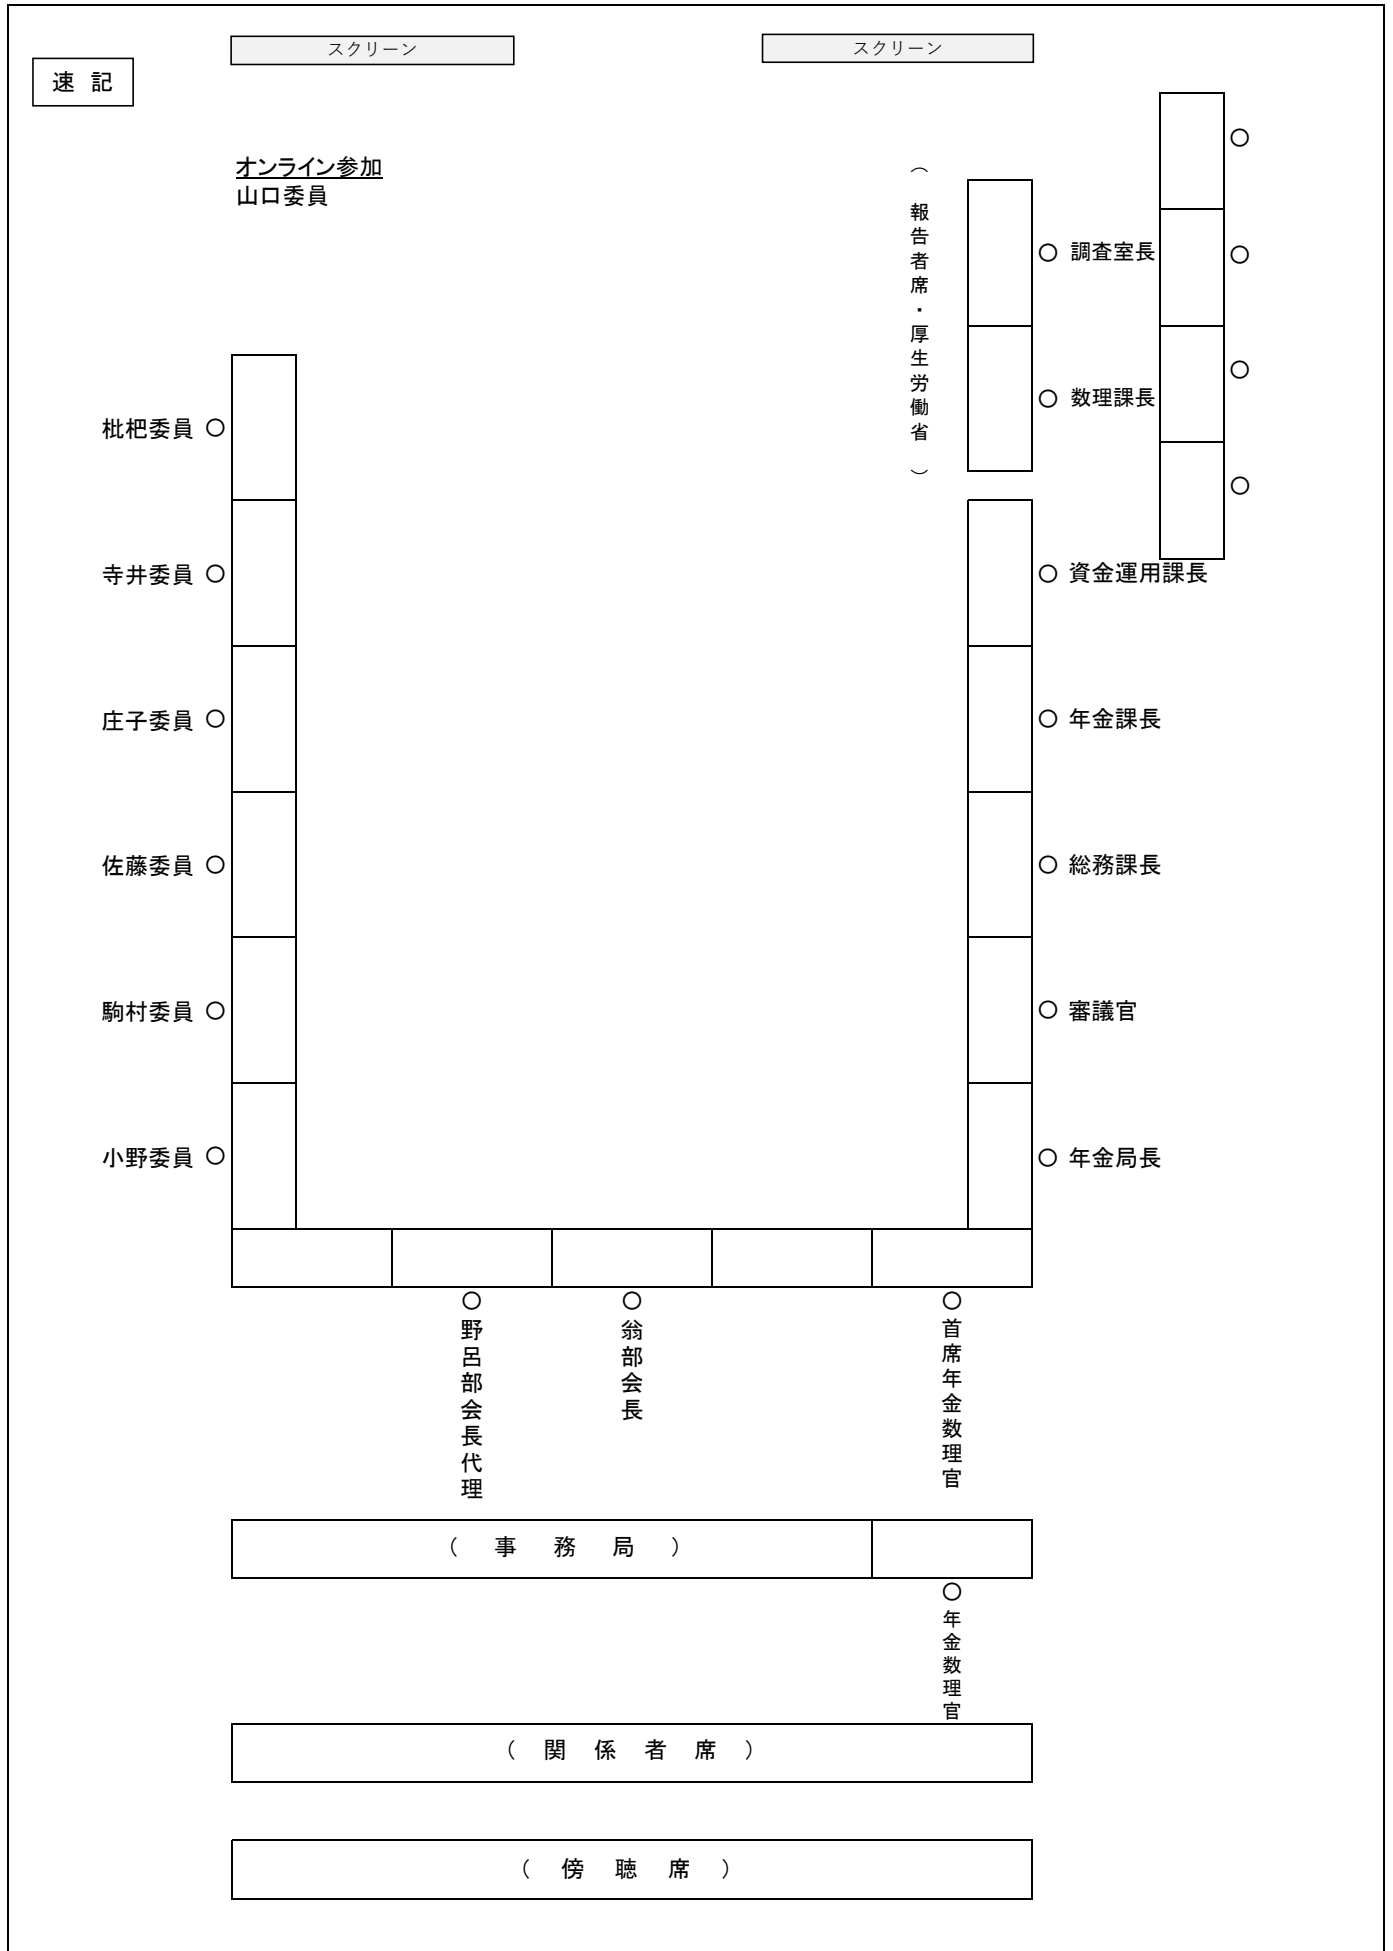 スクリーン
スクリーン
速 記
オンライン参加
山口委員
（ 報告者席・厚生労働省 ）
○
○ 調査室長
○
○
○ 数理課長
枇杷委員 ○
○
寺井委員 ○
○ 資金運用課長
庄子委員 ○
○ 年金課長
佐藤委員 ○
○ 総務課長
駒村委員 ○
○ 審議官
小野委員 ○
○ 年金局長
○野呂部会長代理
○翁部会長
○首席年金数理官
（ 事 務 局 ）
○年金数理官
（ 関 係 者 席 ）
（ 傍 聴 席 ）